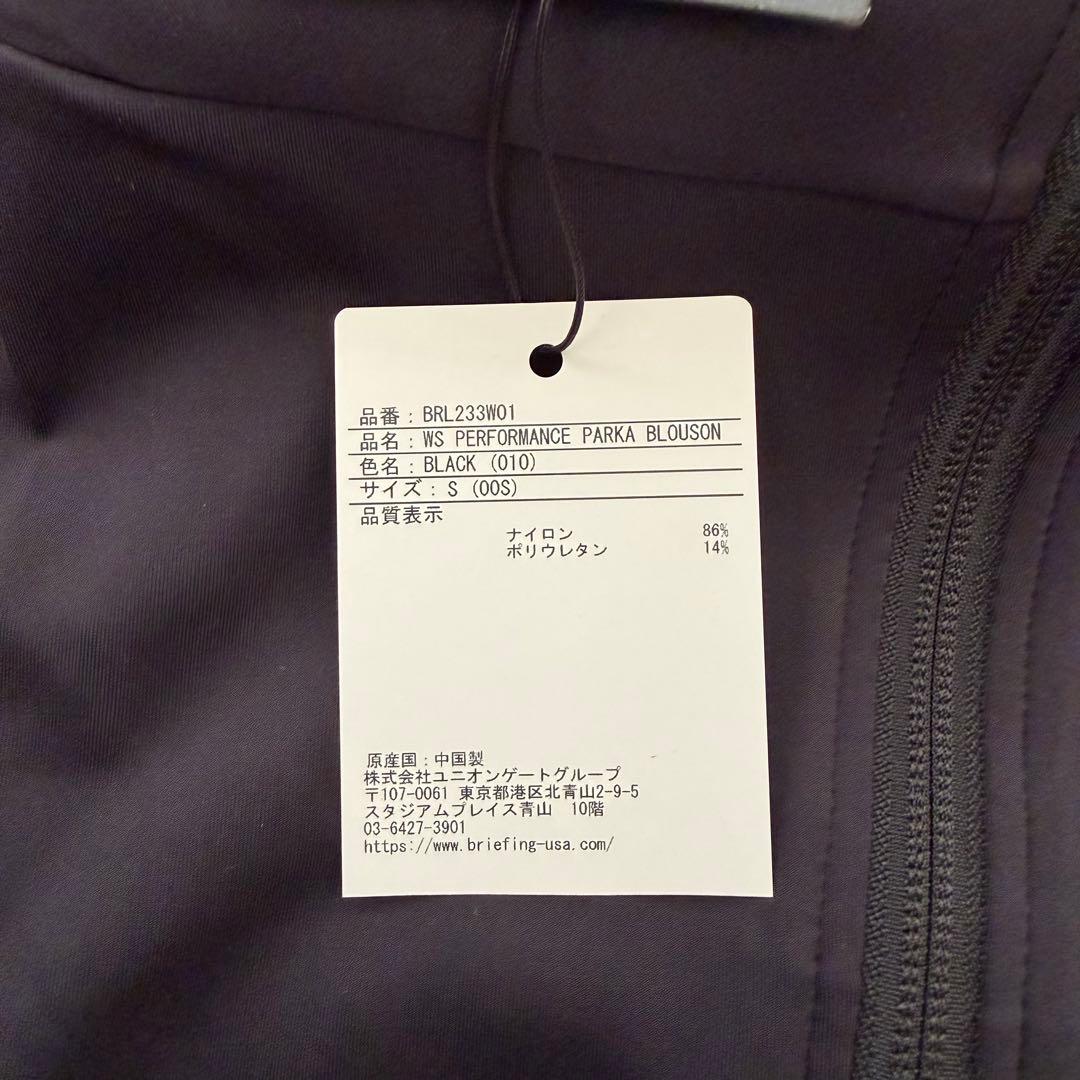 品番：BRL233W01
品名：WS PERFORMANCE PARKA BLOUSON
色名：BLACK (010)
サイズ：S (00S)
品質表示
ナイロン 86%
ポリウレタン 14%
原産国：中国製
株式会社ユニオンゲートグループ
〒107-0061 東京都港区北青山2-9-5
スタジアムプレイス青山 10階
03-6427-3901
https://www.briefing-usa.com/